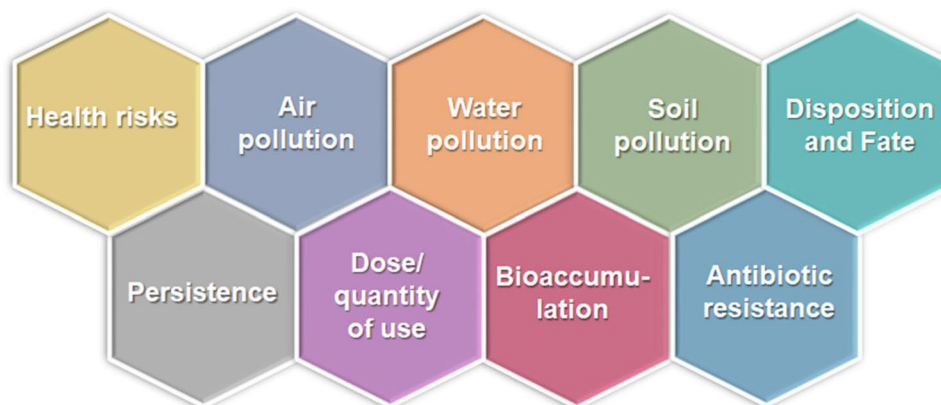 Health risks
Air
pollution
Water
pollution
Soil
pollution
Disposition
and Fate
Persistence
Dose/
quantity
of use
Bioaccumu-
lation
Antibiotic
resistance